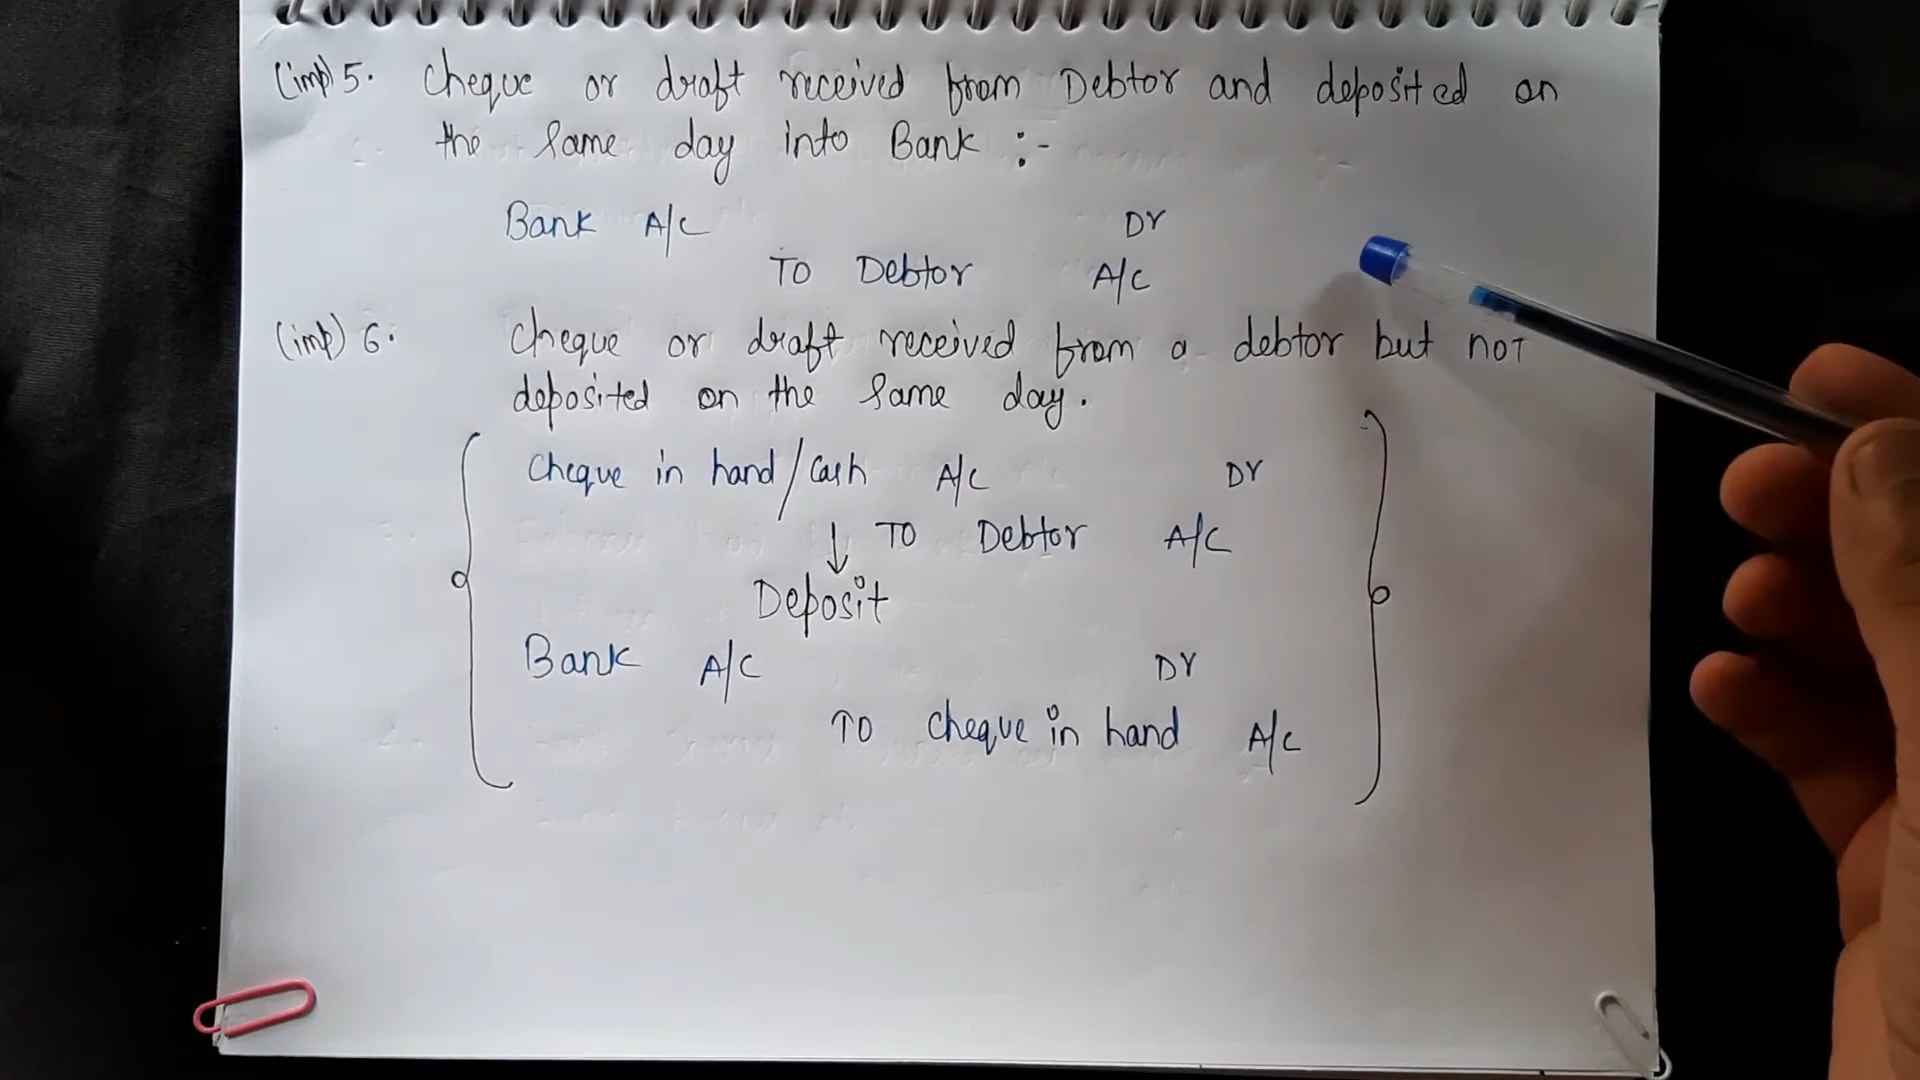 (imp) 5. Cheque or draft received from Debtor and deposited on
the same day into Bank :-
Bank A/C Dr
To Debtor A/C
(imp) 6. Cheque or draft received from a debtor but not
deposited on the same day.
Cheque in hand/Cash A/C Dr
↓ To Debtor A/C
Deposit
Bank A/C Dr
To Cheque in hand A/C